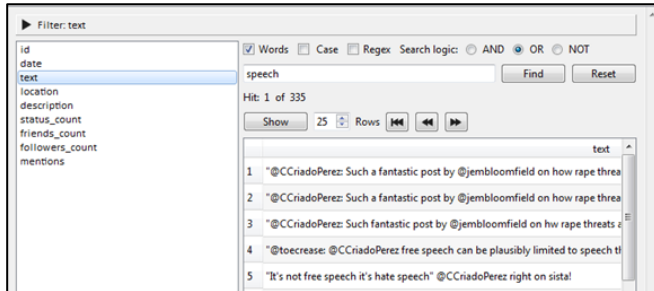 Filter: text
id
date
text
location
description
status_count
friends_count
followers_count
mentions
Words Case Regex Search logic: AND OR NOT
speech Find Reset
Hit: 1 of 335
Show 25 Rows
text
1 "@CCriadoPerez: Such a fantastic post by @jembloomfield on how rape threa
2 "@CCriadoPerez: Such a fantastic post by @jembloomfield on how rape threa
3 "@CCriadoPerez: Such fantastic post by @jembloomfield on hw rape threats a
4 "@toecrease: @CCriadoPerez free speech can be plausibly limited to speech th
5 "It's not free speech it's hate speech" @CCriadoPerez right on sista!